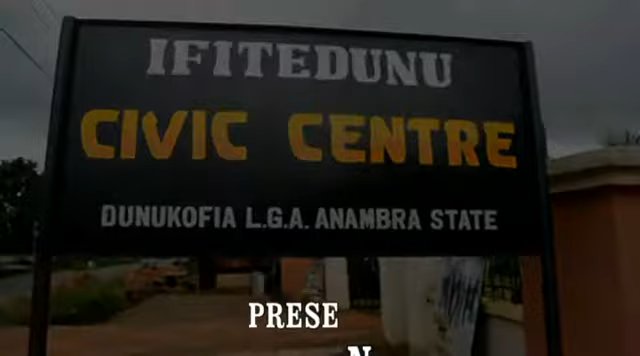 IFITEDUNU
CIVIC CENTRE
DUNUKOFIA L.G.A. ANAMBRA STATE
PRESE
N